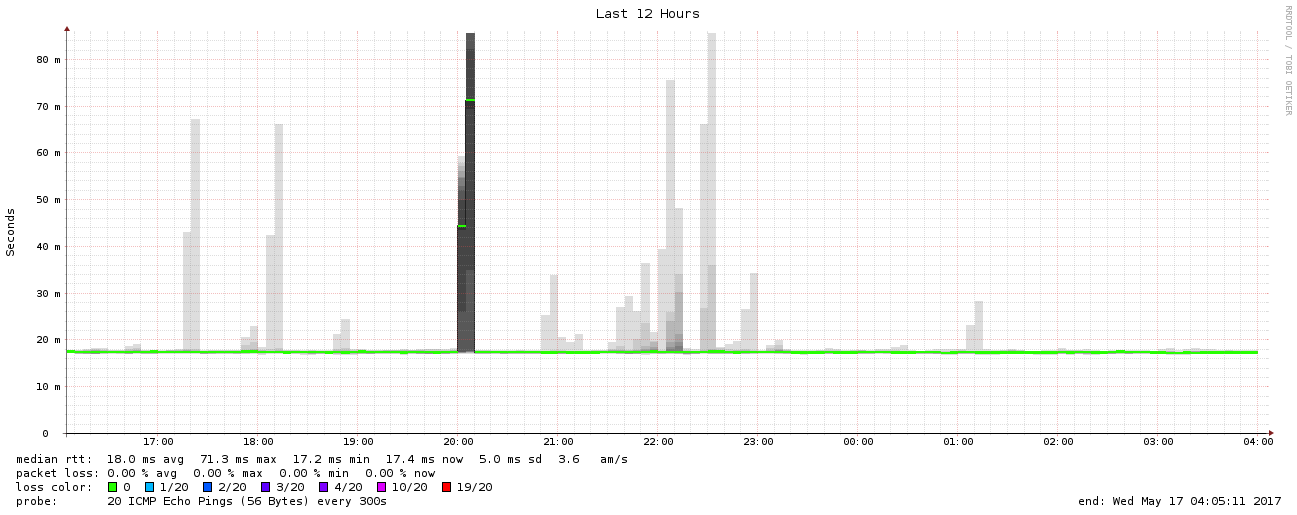 Last 12 Hours
RRDTOOL / TOBI OETIKER
Seconds
80 m
70 m
60 m
50 m
40 m
30 m
20 m
10 m
0
17:00 18:00 19:00 20:00 21:00 22:00 23:00 00:00 01:00 02:00 03:00 04:00
median rtt: 18.0 ms avg 71.3 ms max 17.2 ms min 17.4 ms now 5.0 ms sd 3.6 am/s
packet loss: 0.00 % avg 0.00 % max 0.00 % min 0.00 % now
loss color: 0 1/20 2/20 3/20 4/20 10/20 19/20
probe: 20 ICMP Echo Pings (56 Bytes) every 300s end: Wed May 17 04:05:11 2017